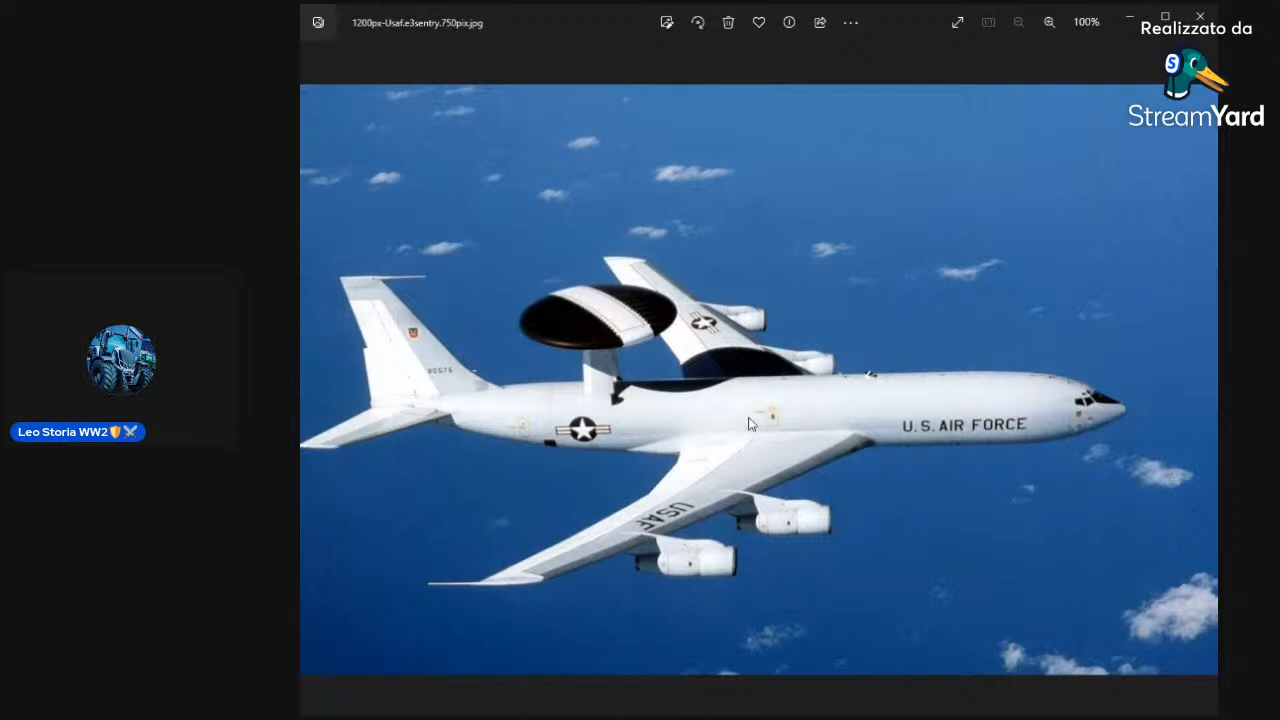 1200px-Usaf.e3sentry.750pix.jpg
100%
Realizzato da
StreamYard
U.S. AIR FORCE
USAF
Leo Storia WW2